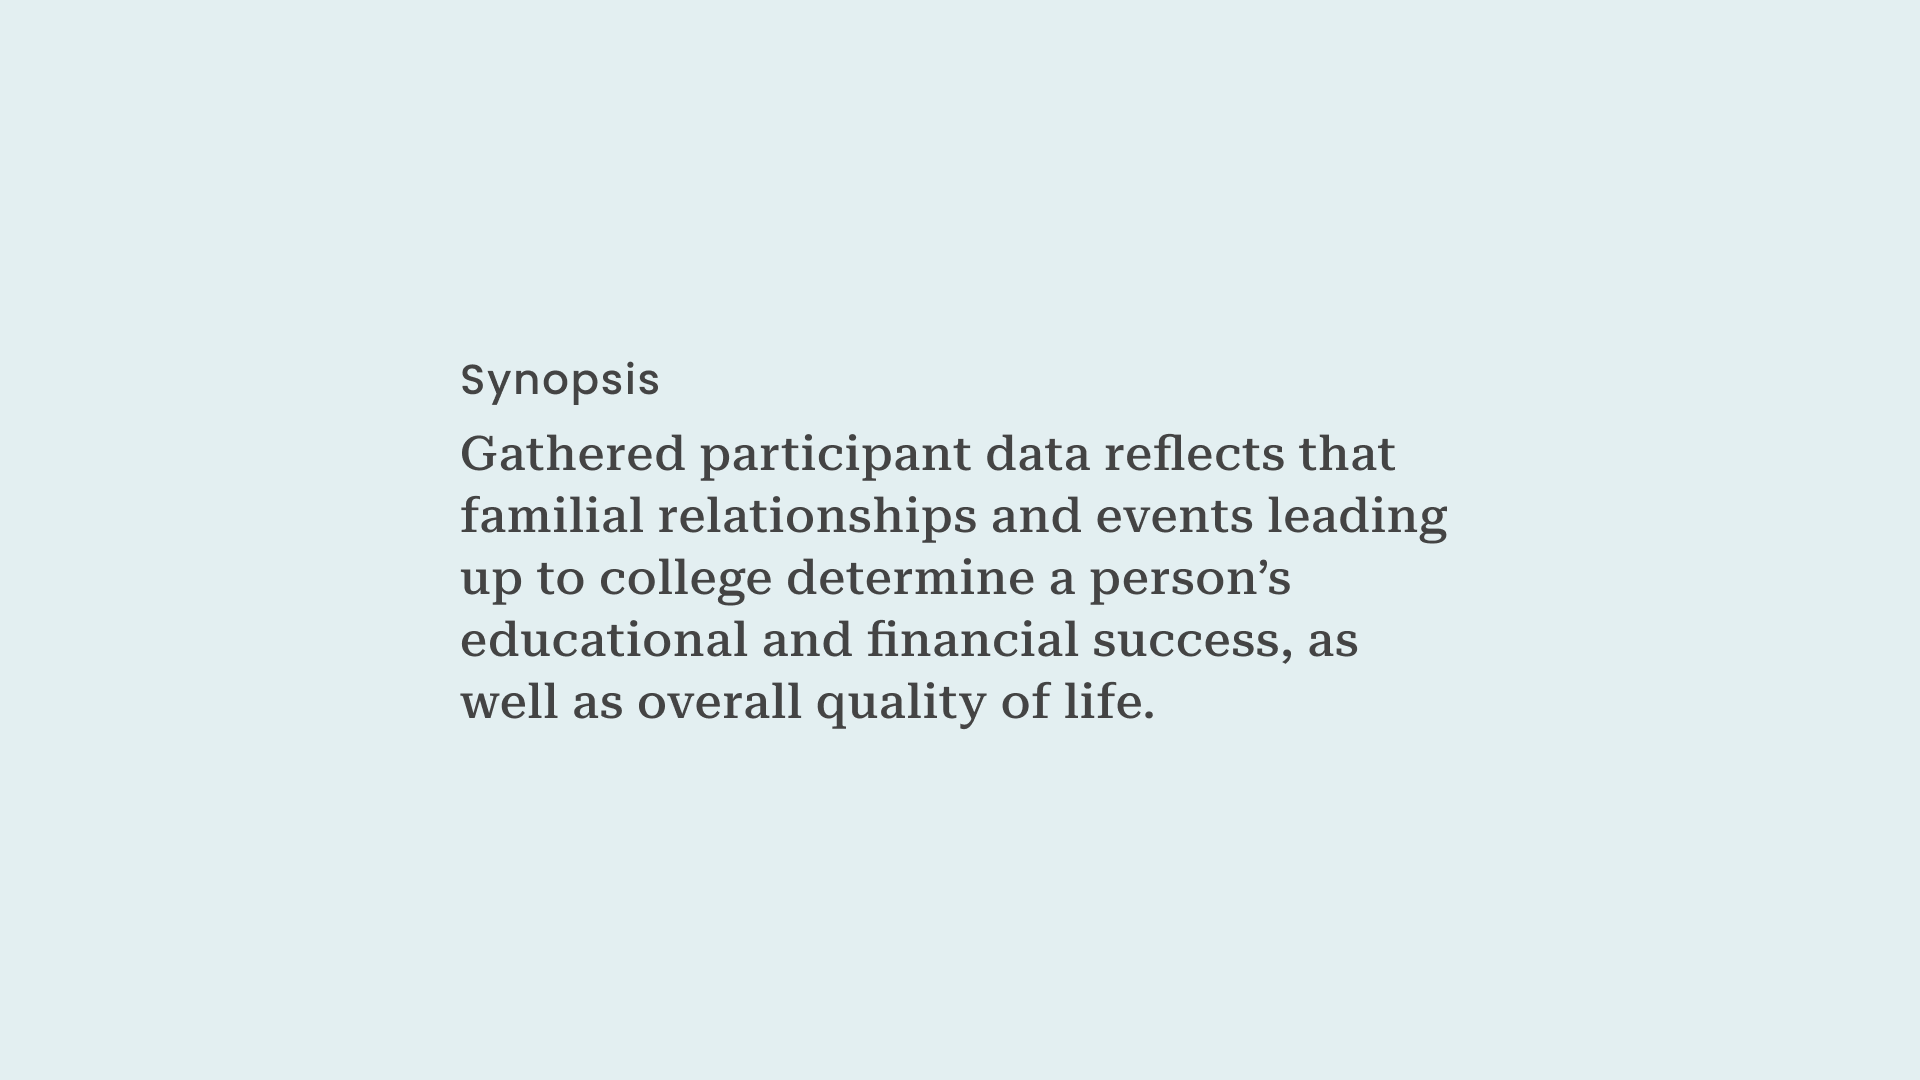 Synopsis
Gathered participant data reflects that
familial relationships and events leading
up to college determine a person’s
educational and financial success, as
well as overall quality of life.